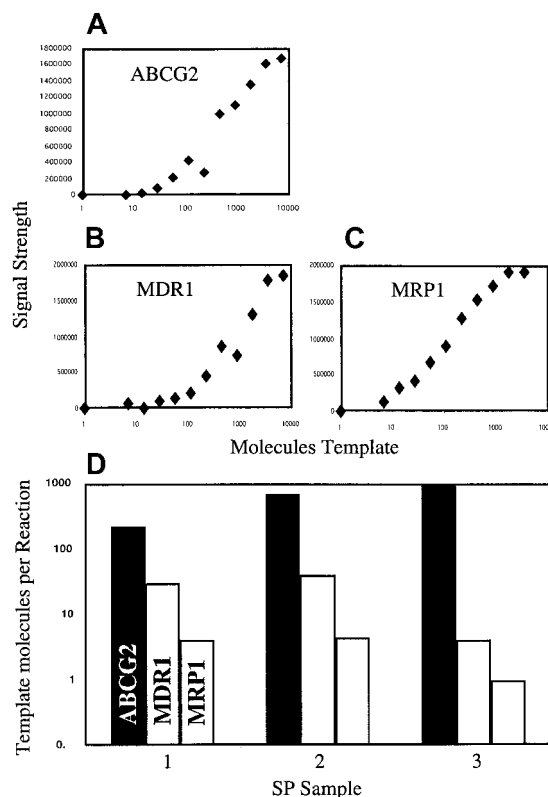 A
ABCG2
1800000
1600000
1400000
1200000
1000000
800000
600000
400000
200000
0
1 10 100 1000 10000
Signal Strength
B
MDR1
2000000
1500000
1000000
500000
0
1 10 100 1000 10000
C
MRP1
2000000
1500000
1000000
500000
0
1 10 100 1000 10000
Molecules Template
D
Template molecules per Reaction
1000
100
10
1
0.
ABCG2
MDR1
MRP1
1 2 3
SP Sample